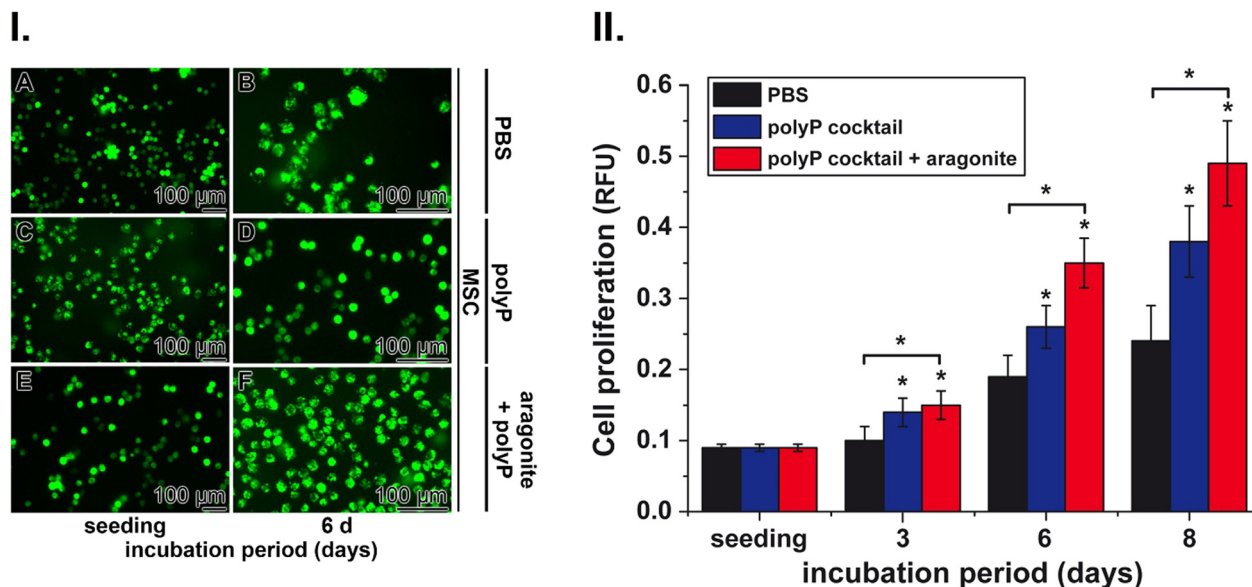 I.
A
100 µm
B
100 µm
PBS
C
100 µm
D
100 µm
polyP
MSC
E
100 µm
F
100 µm
aragonite
+ polyP
seeding
6 d
incubation period (days)
II.
PBS
polyP cocktail
polyP cocktail + aragonite
Cell proliferation (RFU)
0.6
0.5
0.4
0.3
0.2
0.1
0.0
*
*
*
*
*
*
*
*
*
seeding 3 6 8
incubation period (days)